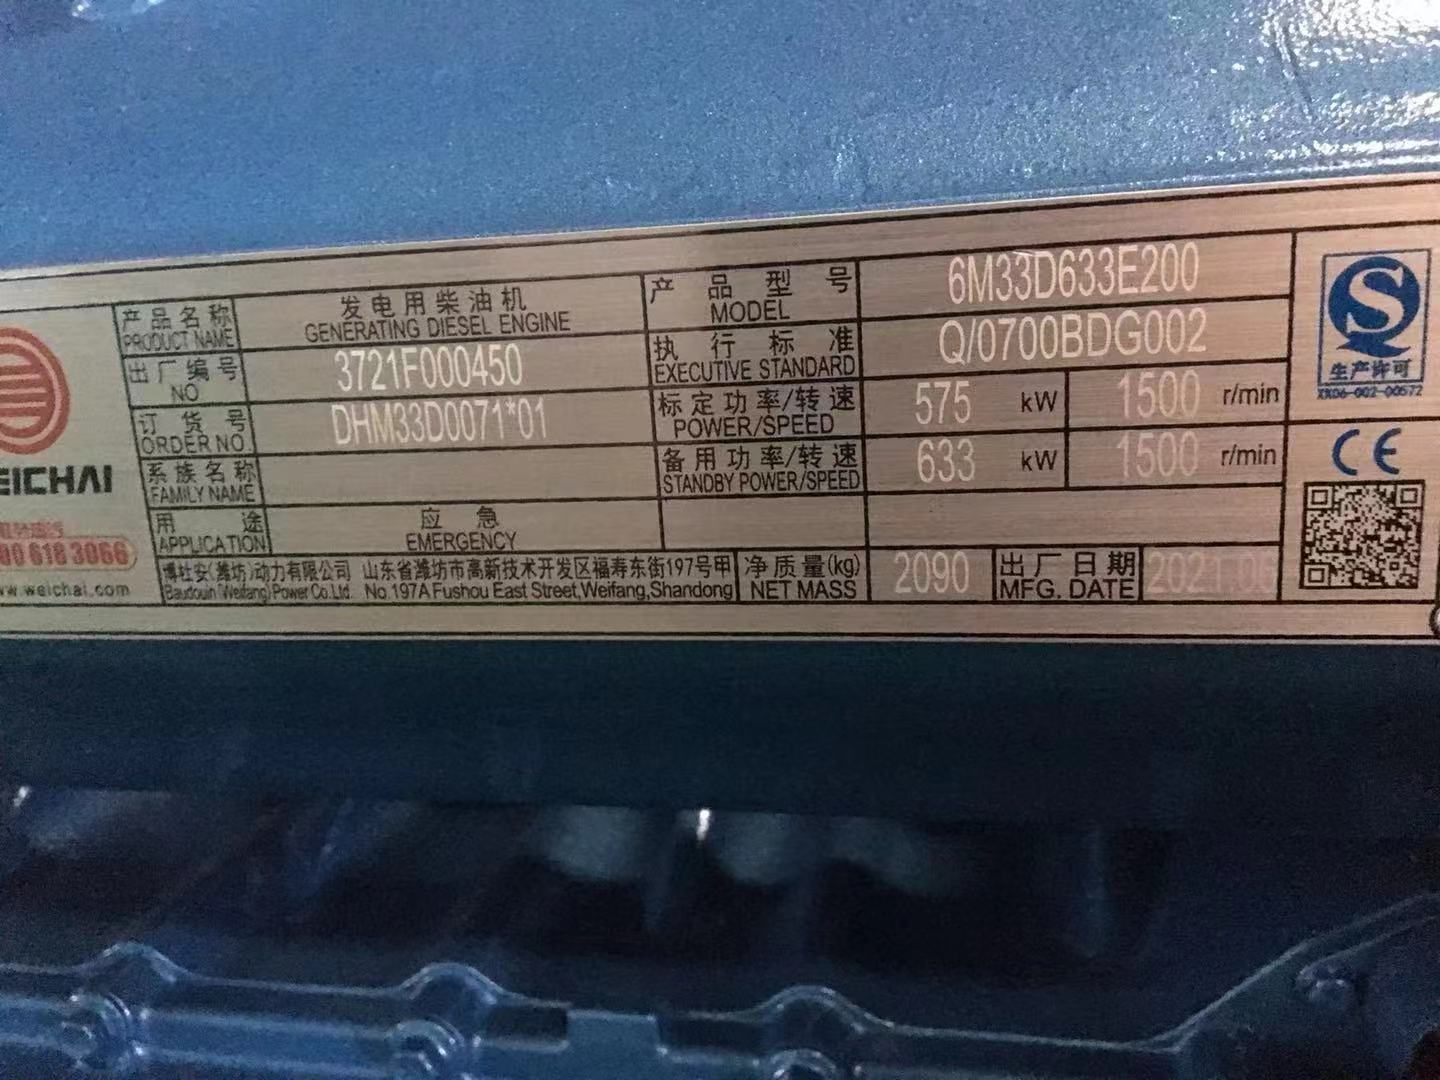 产品名称 发电用柴油机 产品型号 6M33D633E200
PRODUCT NAME GENERATING DIESEL ENGINE MODEL
出厂编号 3721F000450 执行标准 Q/0700BDG002
NO EXECUTIVE STANDARD
订货号 DHM33D0071*01 标定功率/转速 575 kW 1500 r/min
ORDER NO. POWER/SPEED
系族名称 备用功率/转速 633 kW 1500 r/min
FAMILY NAME STANDBY POWER/SPEED
用途 应急
APPLICATION EMERGENCY
博杜安(潍坊)动力有限公司 山东省潍坊市高新技术开发区福寿东街197号甲 净质量(kg) 2090 出厂日期
Baudouin (Weifang) Power Co.Ltd. No.197A Fushou East Street,Weifang,Shandong NET MASS MFG. DATE
EICHAI
618 3066
w.weichai.com
生产许可
XK06-002-00572
CE